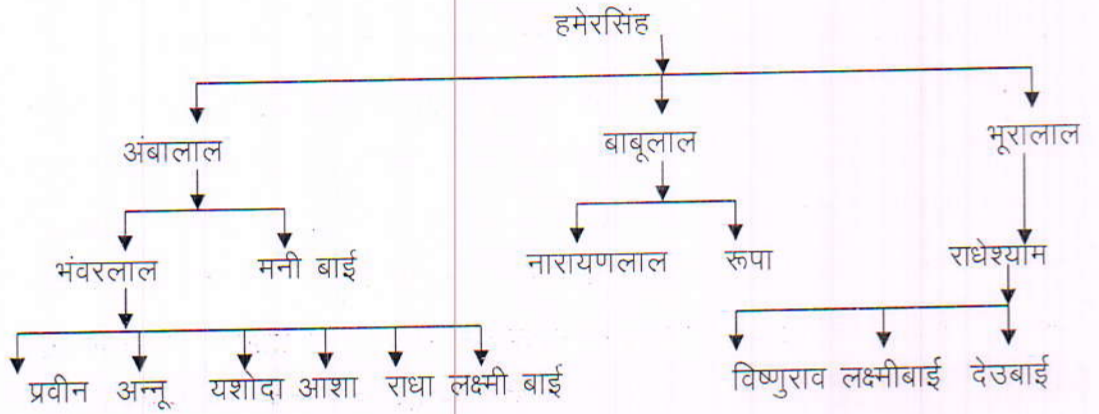 हमेरसिंह
अंबालाल बाबूलाल भूरालाल
भंवरलाल मनी बाई नारायणलाल रूपा राधेश्याम
प्रवीन अन्नू यशोदा आशा राधा लक्ष्मी बाई विष्णुराव लक्ष्मीबाई देउबाई